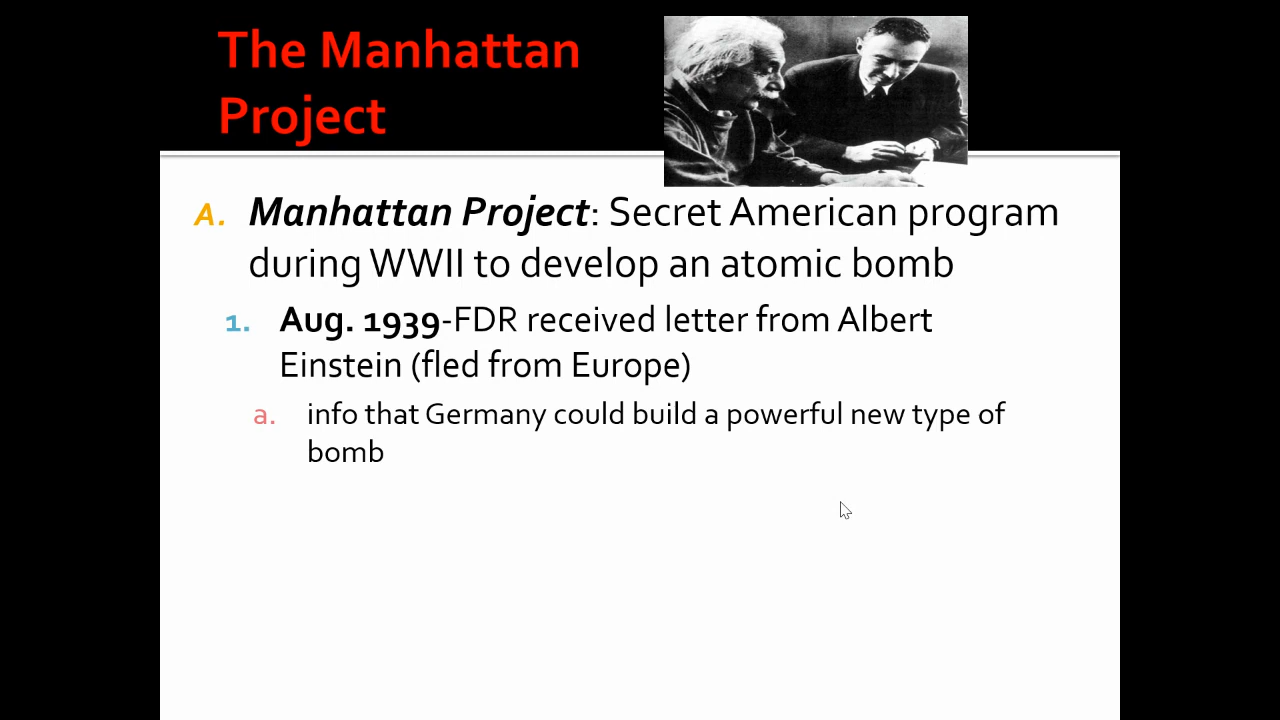 The Manhattan
Project
A. Manhattan Project: Secret American program
during WWII to develop an atomic bomb
1. Aug. 1939-FDR received letter from Albert
Einstein (fled from Europe)
a. info that Germany could build a powerful new type of
bomb